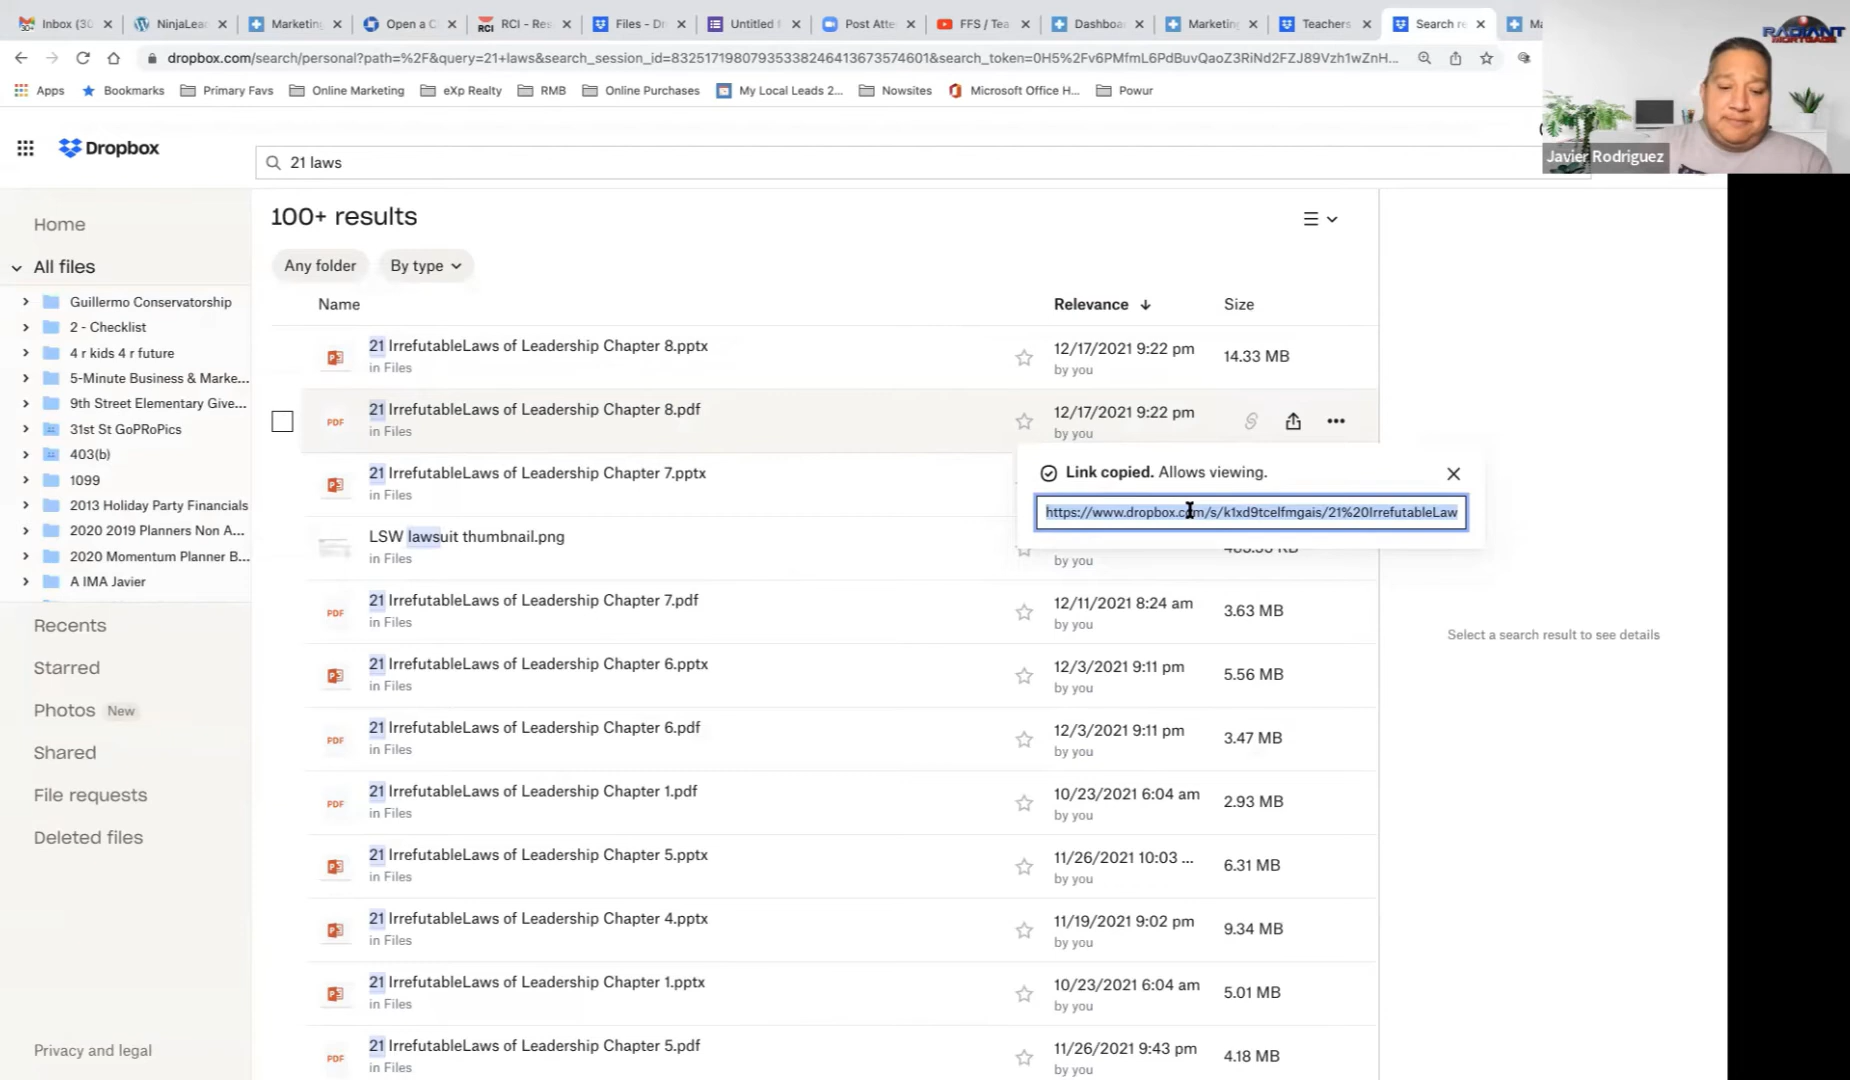 Inbox (3(
NinjaLea
Marketing
Open a C
RCI - Res
Files - Dr
Untitled f
Post Atte
FFS / Tea
Dashboa
Marketing
Teachers
Search re
Ma
dropbox.com/search/personal?path=%2F&query=21+laws&search_session_id=83251719807935338246413673574601&search_token=0H5%2Fv6PMfmL6PdBuvQaoZ3RiNd2FZJ89Vzh1wZnH...
Apps
Bookmarks
Primary Favs
Online Marketing
eXp Realty
RMB
Online Purchases
My Local Leads 2...
Nowsites
Microsoft Office H...
Powur
RADIANT
MORTGAGE
Javier Rodriguez
Dropbox
21 laws
Home
All files
Guillermo Conservatorship
2 - Checklist
4 r kids 4 r future
5-Minute Business & Marke...
9th Street Elementary Give...
31st St GoPRoPics
403(b)
1099
2013 Holiday Party Financials
2020 2019 Planners Non A...
2020 Momentum Planner B...
A IMA Javier
Recents
Starred
Photos New
Shared
File requests
Deleted files
Privacy and legal
100+ results
Any folder
By type
Name
Relevance
Size
21 IrrefutableLaws of Leadership Chapter 8.pptx
in Files
12/17/2021 9:22 pm
by you
14.33 MB
PDF
21 IrrefutableLaws of Leadership Chapter 8.pdf
in Files
12/17/2021 9:22 pm
by you
Link copied. Allows viewing.
https://www.dropbox.com/s/k1xd9tcelfmgais/21%20IrrefutableLaw
21 IrrefutableLaws of Leadership Chapter 7.pptx
in Files
LSW lawsuit thumbnail.png
in Files
by you
PDF
21 IrrefutableLaws of Leadership Chapter 7.pdf
in Files
12/11/2021 8:24 am
by you
3.63 MB
21 IrrefutableLaws of Leadership Chapter 6.pptx
in Files
12/3/2021 9:11 pm
by you
5.56 MB
PDF
21 IrrefutableLaws of Leadership Chapter 6.pdf
in Files
12/3/2021 9:11 pm
by you
3.47 MB
PDF
21 IrrefutableLaws of Leadership Chapter 1.pdf
in Files
10/23/2021 6:04 am
by you
2.93 MB
21 IrrefutableLaws of Leadership Chapter 5.pptx
in Files
11/26/2021 10:03 ...
by you
6.31 MB
21 IrrefutableLaws of Leadership Chapter 4.pptx
in Files
11/19/2021 9:02 pm
by you
9.34 MB
21 IrrefutableLaws of Leadership Chapter 1.pptx
in Files
10/23/2021 6:04 am
by you
5.01 MB
PDF
21 IrrefutableLaws of Leadership Chapter 5.pdf
in Files
11/26/2021 9:43 pm
by you
4.18 MB
Select a search result to see details